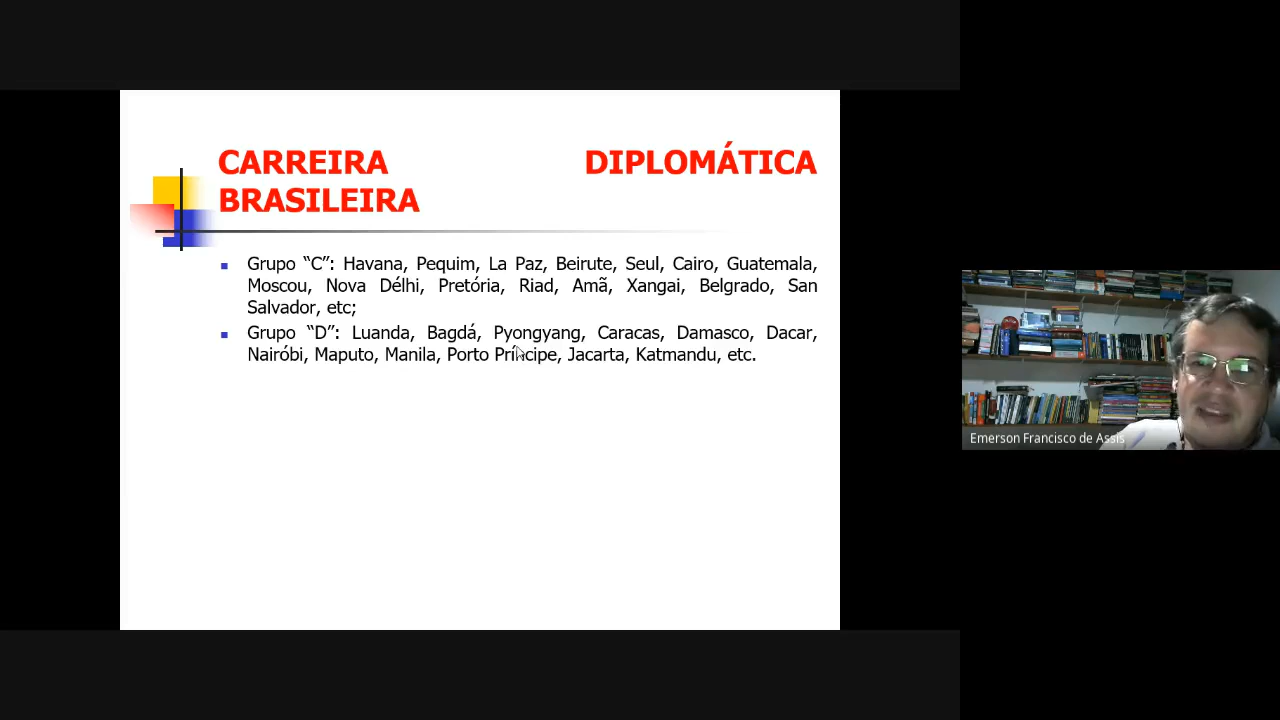 CARREIRA DIPLOMÁTICA
BRASILEIRA
Grupo “C”: Havana, Pequim, La Paz, Beirute, Seul, Cairo, Guatemala,
Moscou, Nova Délhi, Pretória, Riad, Amã, Xangai, Belgrado, San
Salvador, etc;
Grupo “D”: Luanda, Bagdá, Pyongyang, Caracas, Damasco, Dacar,
Nairóbi, Maputo, Manila, Porto Príncipe, Jacarta, Katmandu, etc.
Emerson Francisco de Assis